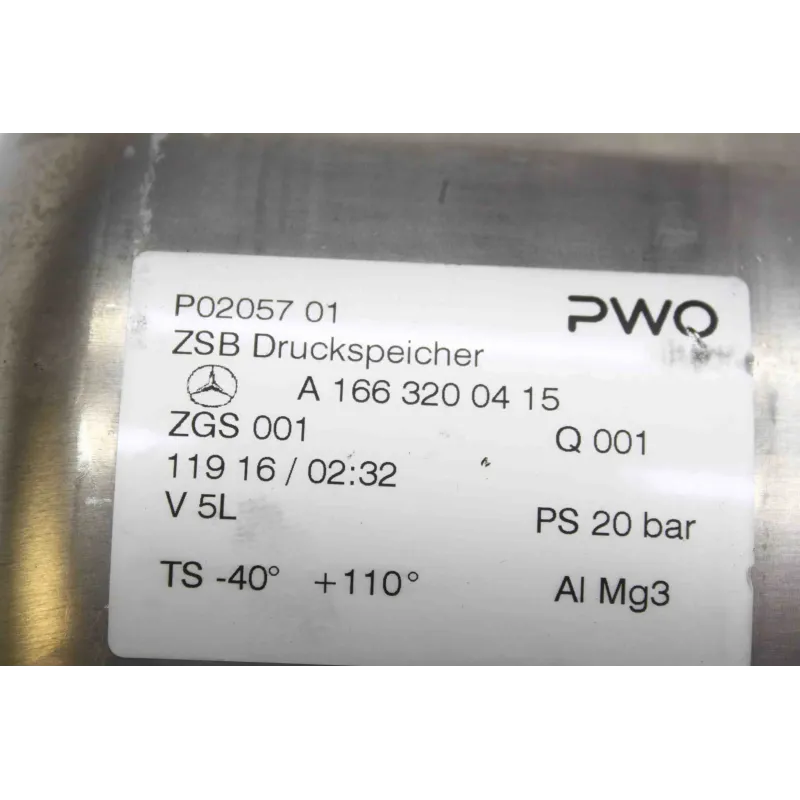 P02057 01
PWO
ZSB Druckspeicher
A 166 320 04 15
ZGS 001
Q 001
119 16 / 02:32
V 5L
PS 20 bar
TS -40° +110°
Al Mg3